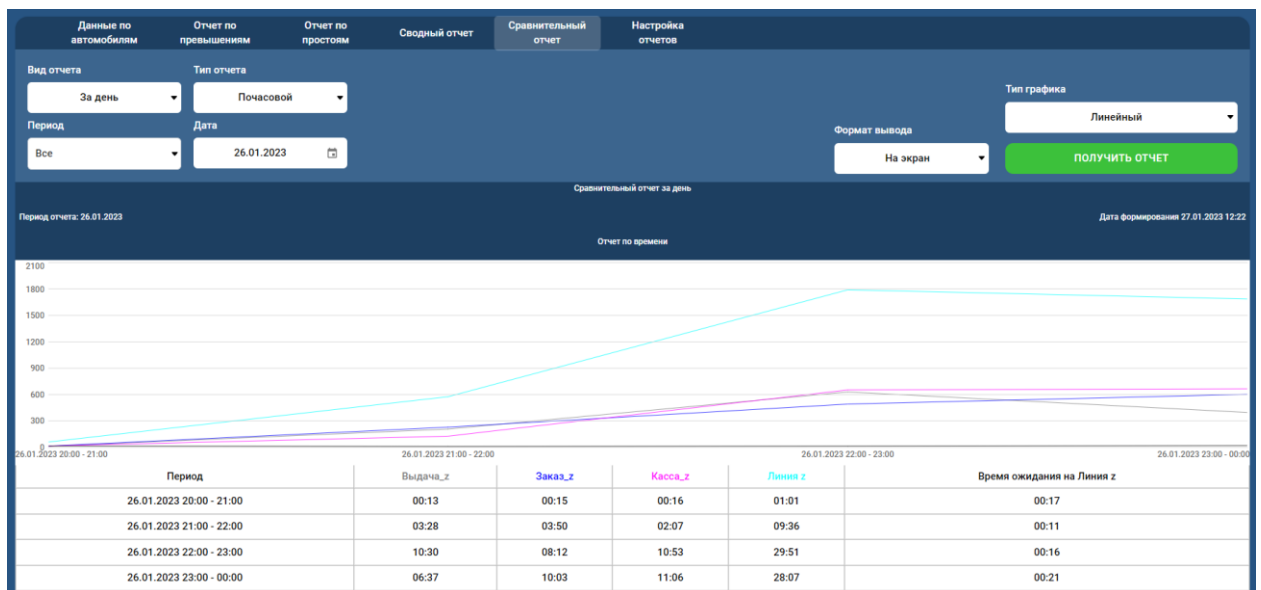 Данные по автомобилям
Отчет по превышениям
Отчет по простоям
Сводный отчет
Сравнительный отчет
Настройка отчетов
Вид отчета
Тип отчета
За день
Почасовой
Тип графика
Линейный
Период
Дата
Формат вывода
Все
26.01.2023
На экран
ПОЛУЧИТЬ ОТЧЕТ
Сравнительный отчет за день
Период отчета: 26.01.2023
Дата формирования 27.01.2023 12:22
Отчет по времени
2100
1800
1500
1200
900
600
300
0
26.01.2023 20:00 - 21:00
26.01.2023 21:00 - 22:00
26.01.2023 22:00 - 23:00
26.01.2023 23:00 - 00:00
Период Выдача_z Заказ_z Касса_z Линия z Время ожидания на Линия z
26.01.2023 20:00 - 21:00 00:13 00:15 00:16 01:01 00:17
26.01.2023 21:00 - 22:00 03:28 03:50 02:07 09:36 00:11
26.01.2023 22:00 - 23:00 10:30 08:12 10:53 29:51 00:16
26.01.2023 23:00 - 00:00 06:37 10:03 11:06 28:07 00:21